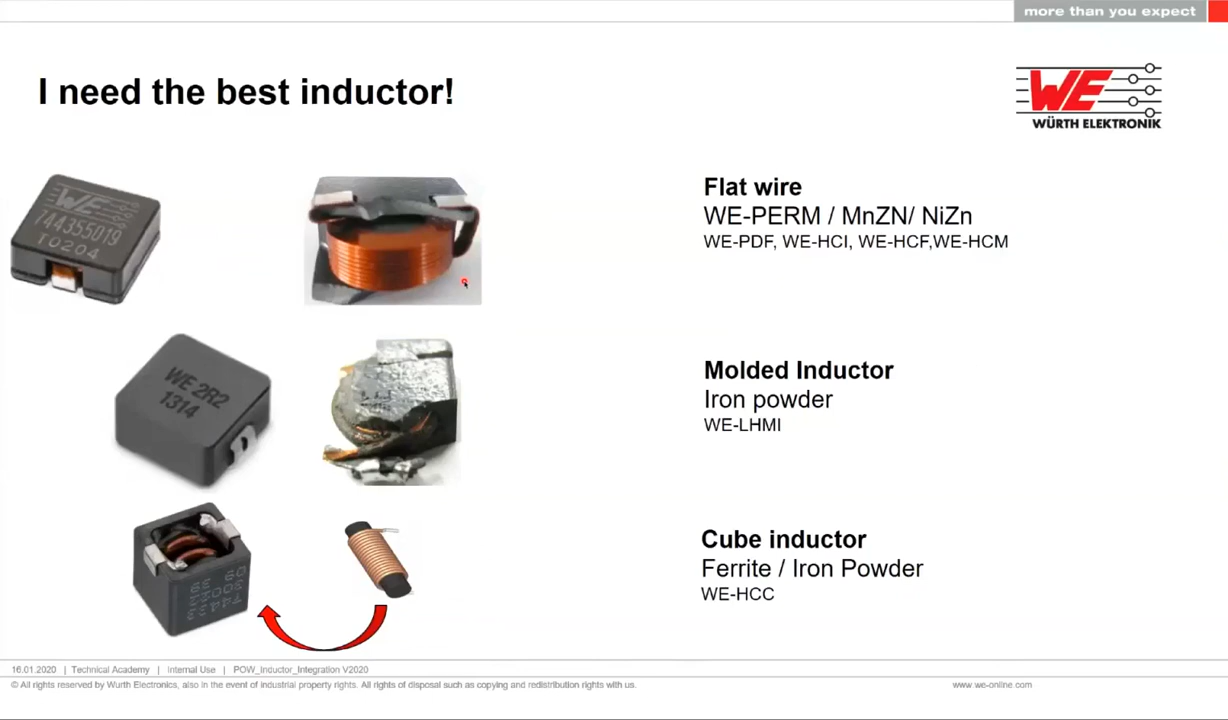 more than you expect
I need the best inductor!
WE
WÜRTH ELEKTRONIK
WE
744355019
T0204
Flat wire
WE-PERM / MnZN/ NiZn
WE-PDF, WE-HCI, WE-HCF,WE-HCM
WE 2R2
1314
Molded Inductor
Iron powder
WE-LHMI
Cube inductor
Ferrite / Iron Powder
WE-HCC
16.01.2020 | Technical Academy | Internal Use | POW_Inductor_Integration V2020
© All rights reserved by Wurth Electronics, also in the event of industrial property rights. All rights of disposal such as copying and redistribution rights with us.
www.we-online.com